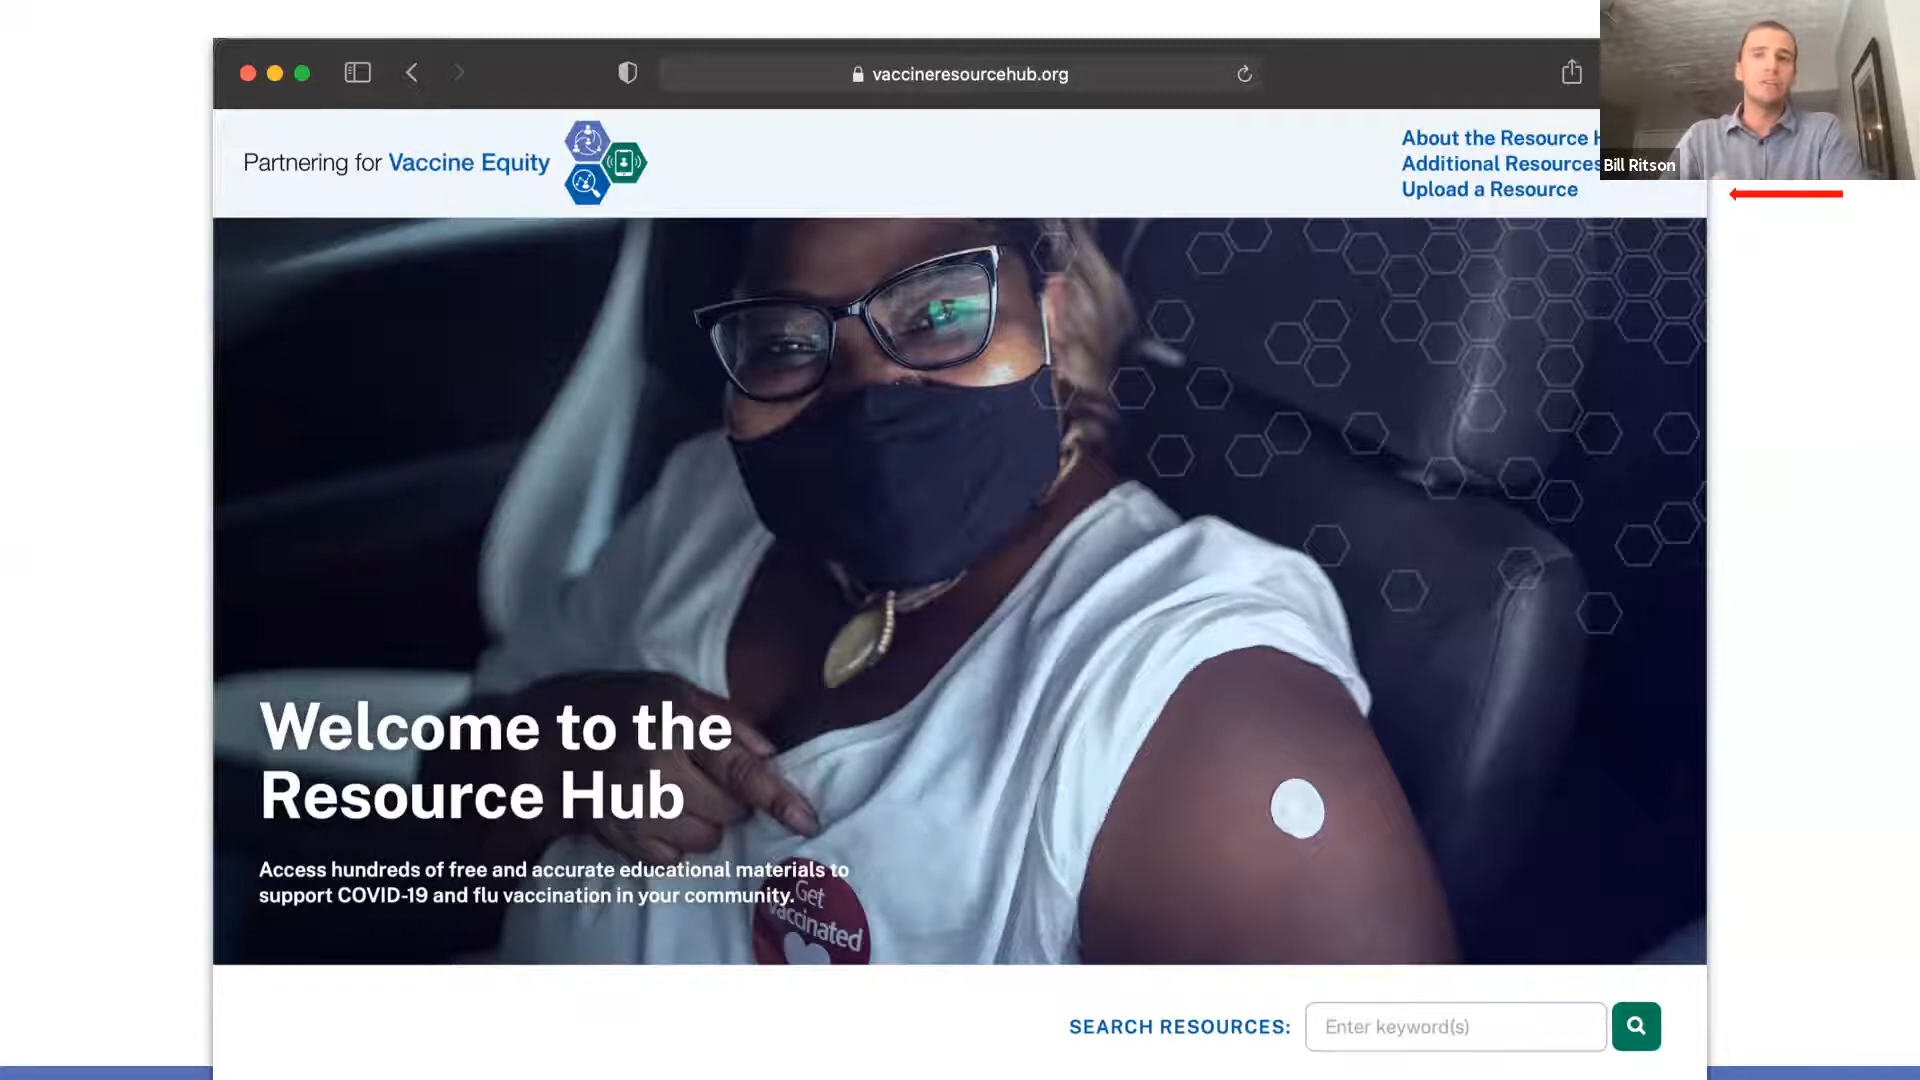 vaccineresourcehub.org
Partnering for Vaccine Equity
About the Resource H
Additional Resources
Upload a Resource
Bill Ritson
Welcome to the
Resource Hub
Access hundreds of free and accurate educational materials to
support COVID-19 and flu vaccination in your community.
Get
vaccinated
SEARCH RESOURCES:
Enter keyword(s)